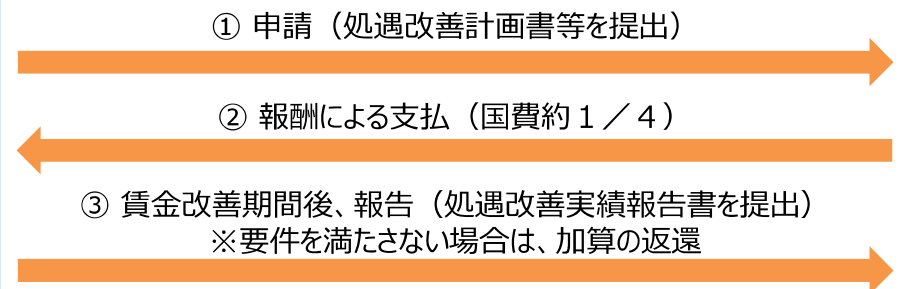 ① 申請（処遇改善計画書等を提出）
② 報酬による支払（国費約１／４）
③ 賃金改善期間後、報告（処遇改善実績報告書を提出）
※要件を満たさない場合は、加算の返還